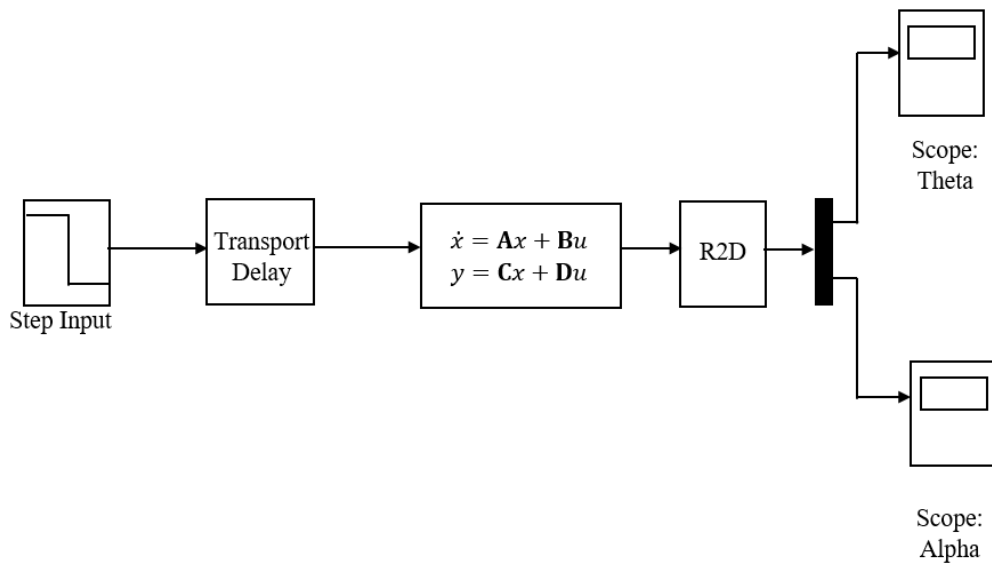 Scope:
Theta
Step Input
Transport
Delay
ẋ = Ax + Bu
y = Cx + Du
R2D
Scope:
Alpha